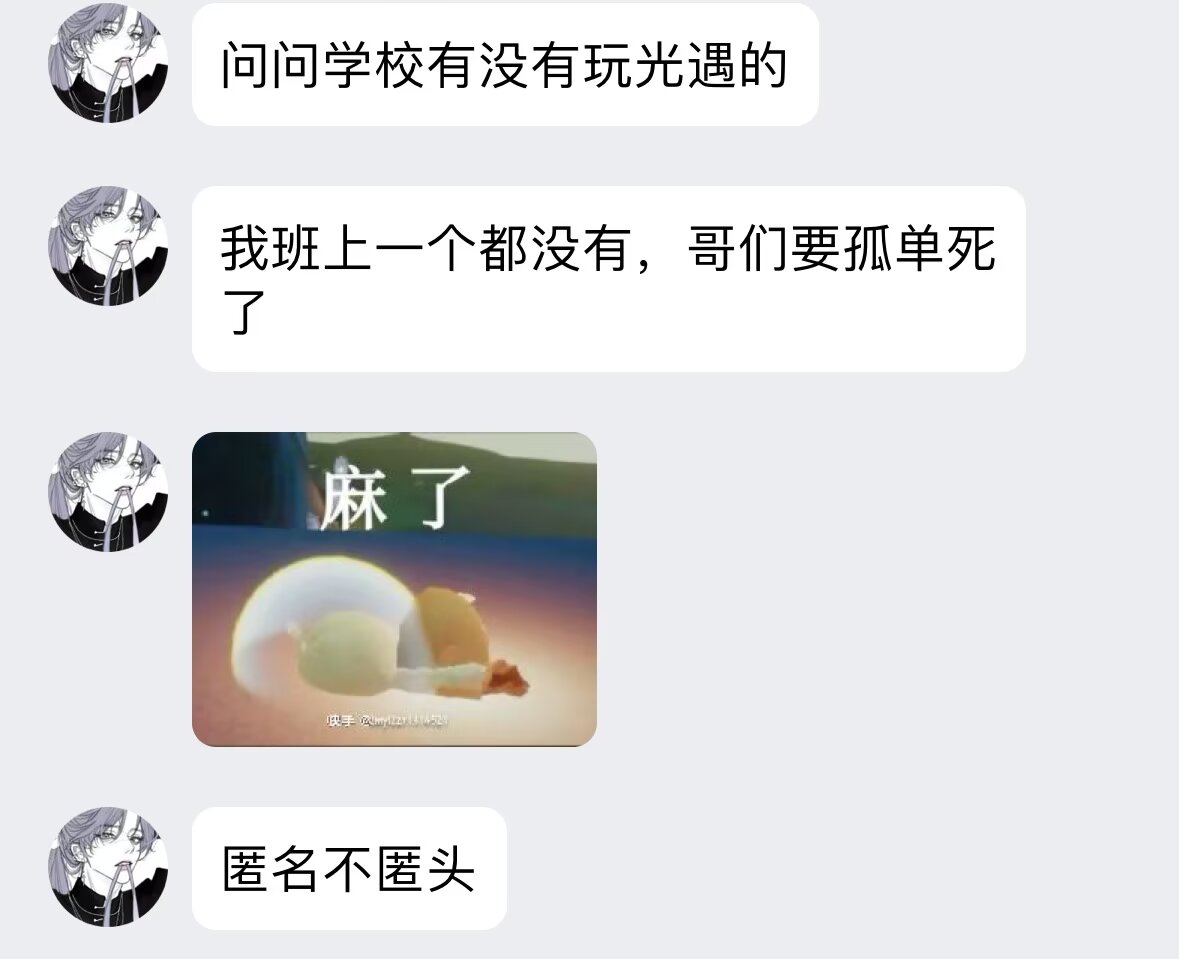 问问学校有没有玩光遇的
我班上一个都没有，哥们要孤单死
了
麻了
快手
匿名不匿头